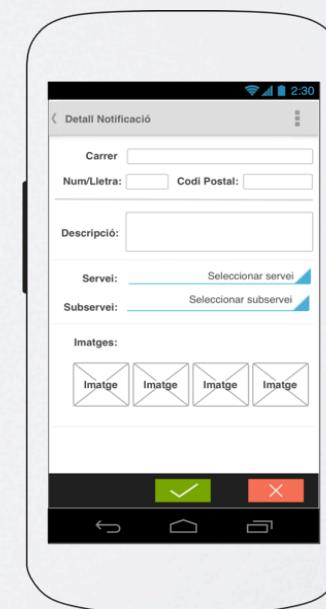 2:30
Detall Notificació
Carrer
Num/Lletra: Codi Postal:
Descripció:
Servei: Seleccionar servei
Subservei: Seleccionar subservei
Imatges:
Imatge Imatge Imatge Imatge